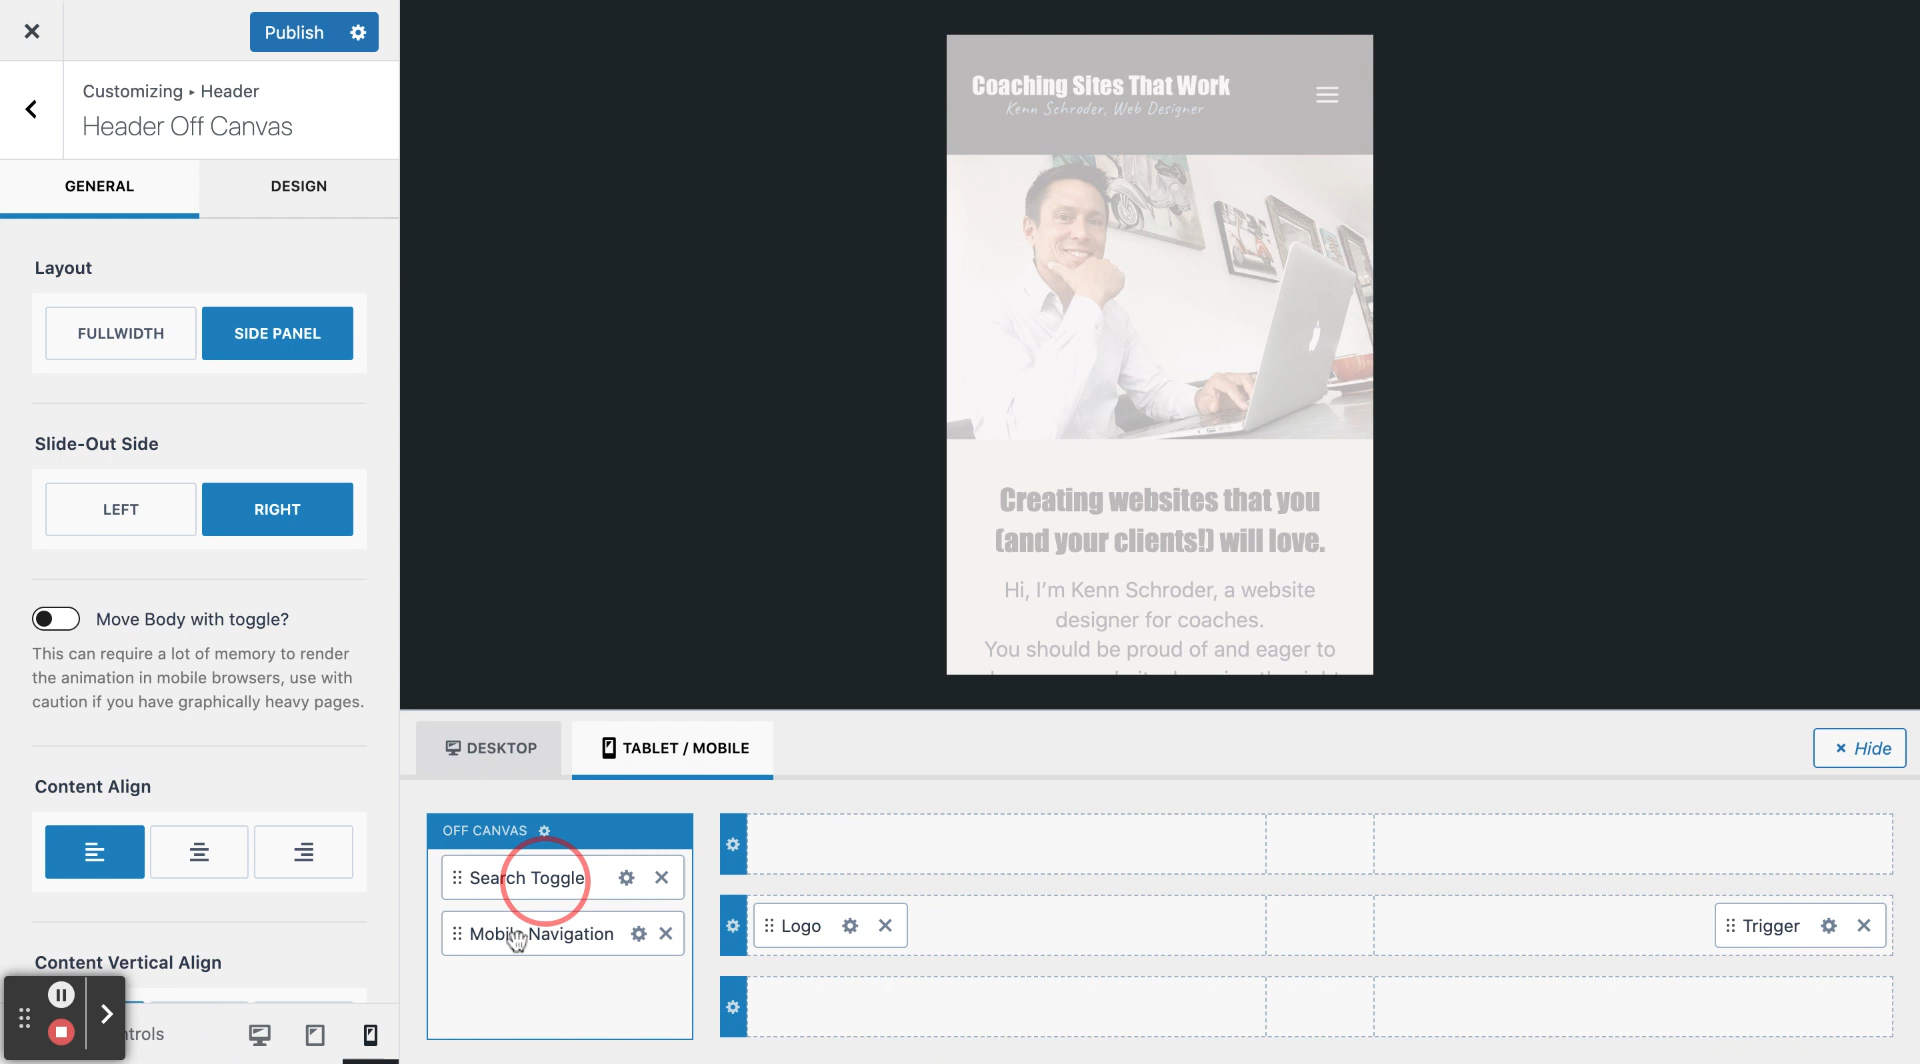 Publish
Customizing ▸ Header
Header Off Canvas
GENERAL
DESIGN
Layout
FULLWIDTH
SIDE PANEL
Slide-Out Side
LEFT
RIGHT
Move Body with toggle?
This can require a lot of memory to render
the animation in mobile browsers, use with
caution if you have graphically heavy pages.
Content Align
Content Vertical Align
ntrols
Coaching Sites That Work
Kenn Schroder, Web Designer
Creating websites that you
(and your clients!) will love.
Hi, I'm Kenn Schroder, a website
designer for coaches.
You should be proud of and eager to
DESKTOP
TABLET / MOBILE
× Hide
OFF CANVAS
Search Toggle
Mobile Navigation
Logo
Trigger